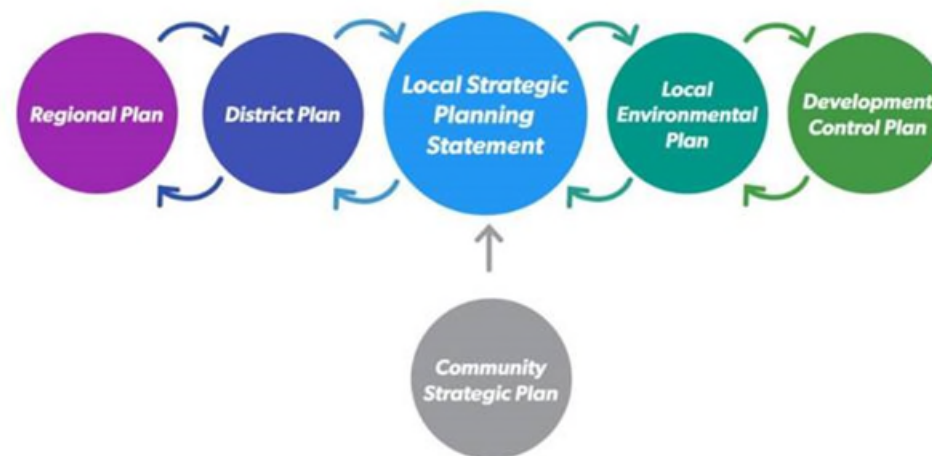 Regional Plan
District Plan
Local Strategic
Planning
Statement
Local
Environmental
Plan
Development
Control Plan
Community
Strategic Plan